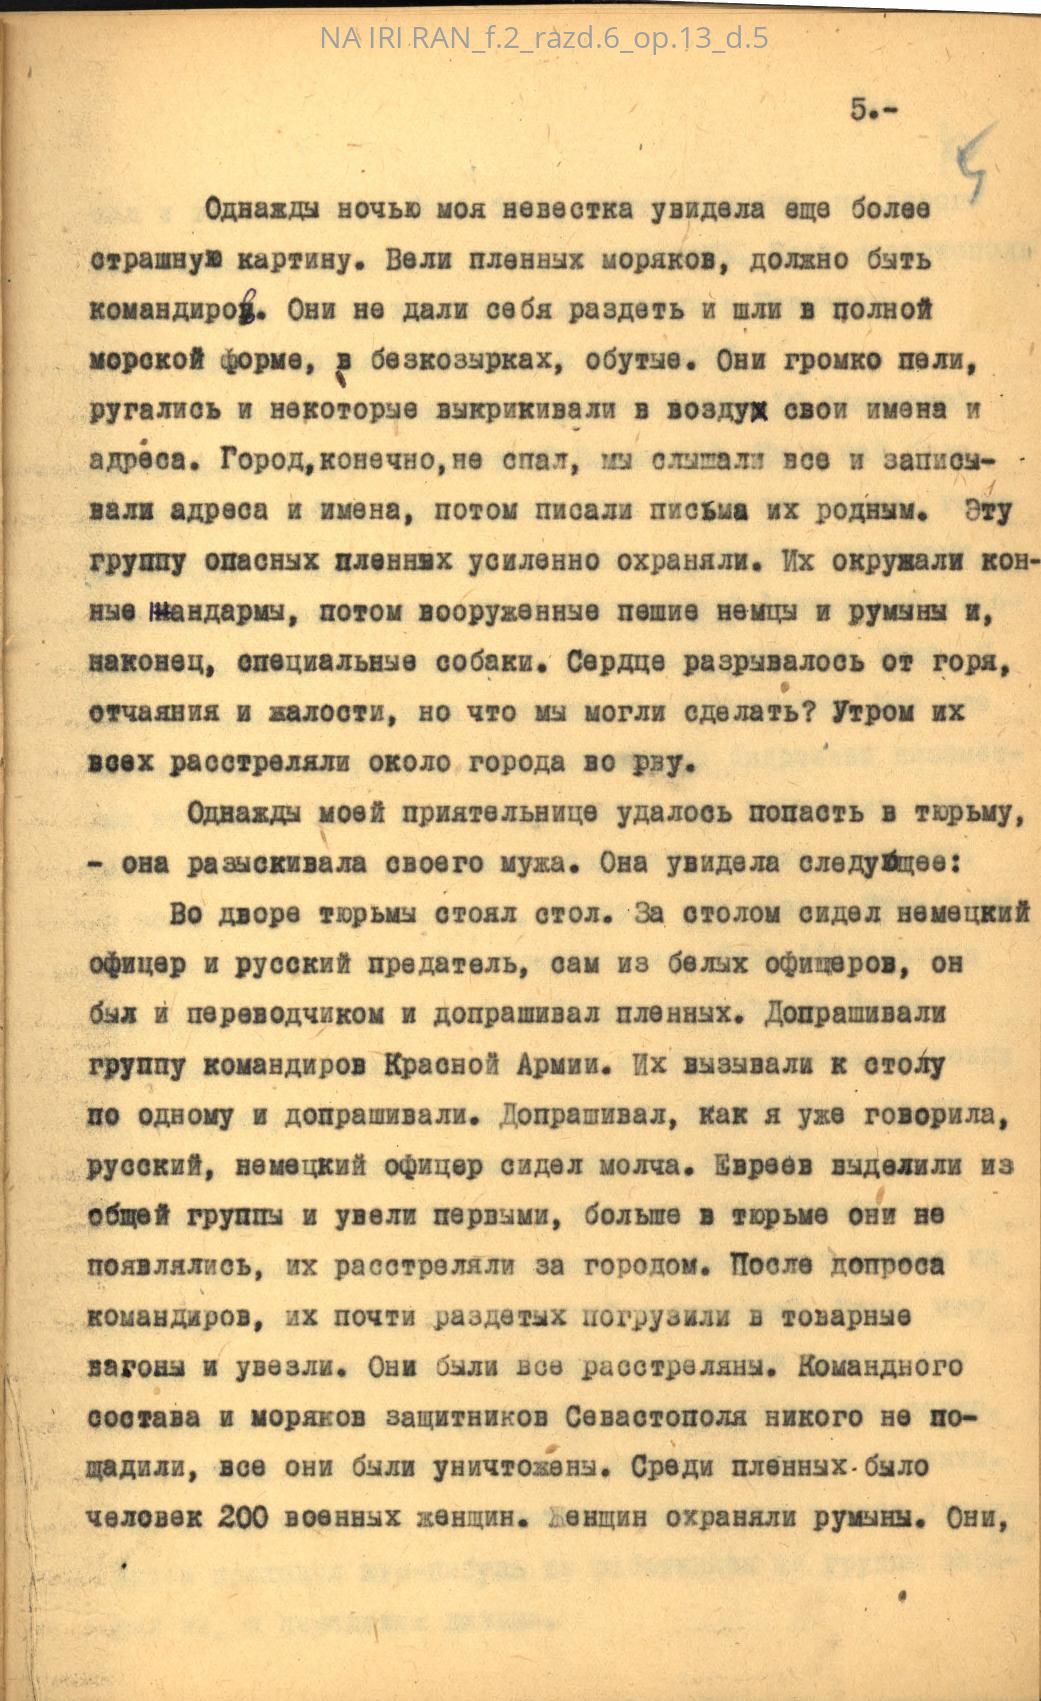 NA IRI RAN_f.2_razd.6_op.13_d.5
5.-
5
Однажды ночью моя невестка увидела еще более
страшную картину. Вели пленных моряков, должно быть
командиров. Они не дали себя раздеть и шли в полной
морской форме, в безкозырках, обутые. Они громко пели,
ругались и некоторые выкрикивали в воздух свои имена и
адреса. Город,конечно,не спал, мы слышали все и записы-
вали адреса и имена, потом писали письма их родным. Эту
группу опасных пленных усиленно охраняли. Их окружали кон-
ные жандармы, потом вооруженные пешие немцы и румыны и,
наконец, специальные собаки. Сердце разрывалось от горя,
отчаяния и жалости, но что мы могли сделать? Утром их
всех расстреляли около города во рву.
Однажды моей приятельнице удалось попасть в тюрьму,
- она разыскивала своего мужа. Она увидела следующее:
Во дворе тюрьмы стоял стол. За столом сидел немецкий
офицер и русский предатель, сам из белых офицеров, он
был и переводчиком и допрашивал пленных. Допрашивали
группу командиров Красной Армии. Их вызывали к столу
по одному и допрашивали. Допрашивал, как я уже говорила,
русский, немецкий офицер сидел молча. Евреев выделили из
общей группы и увели первыми, больше в тюрьме они не
появлялись, их расстреляли за городом. После допроса
командиров, их почти раздетых погрузили в товарные
вагоны и увезли. Они были все расстреляны. Командного
состава и моряков защитников Севастополя никого не по-
щадили, все они были уничтожены. Среди пленных было
человек 200 военных женщин. Женщин охраняли румыны. Они,